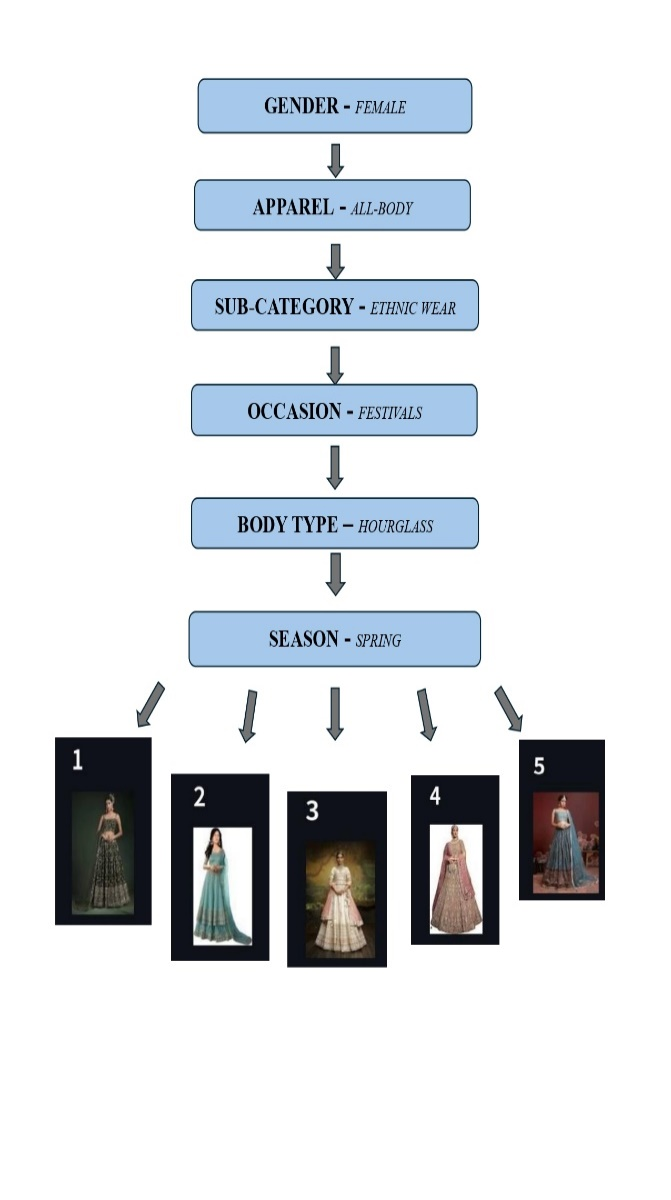 GENDER - FEMALE
APPAREL - ALL-BODY
SUB-CATEGORY - ETHNIC WEAR
OCCASION - FESTIVALS
BODY TYPE – HOURGLASS
SEASON - SPRING
1
2
3
4
5